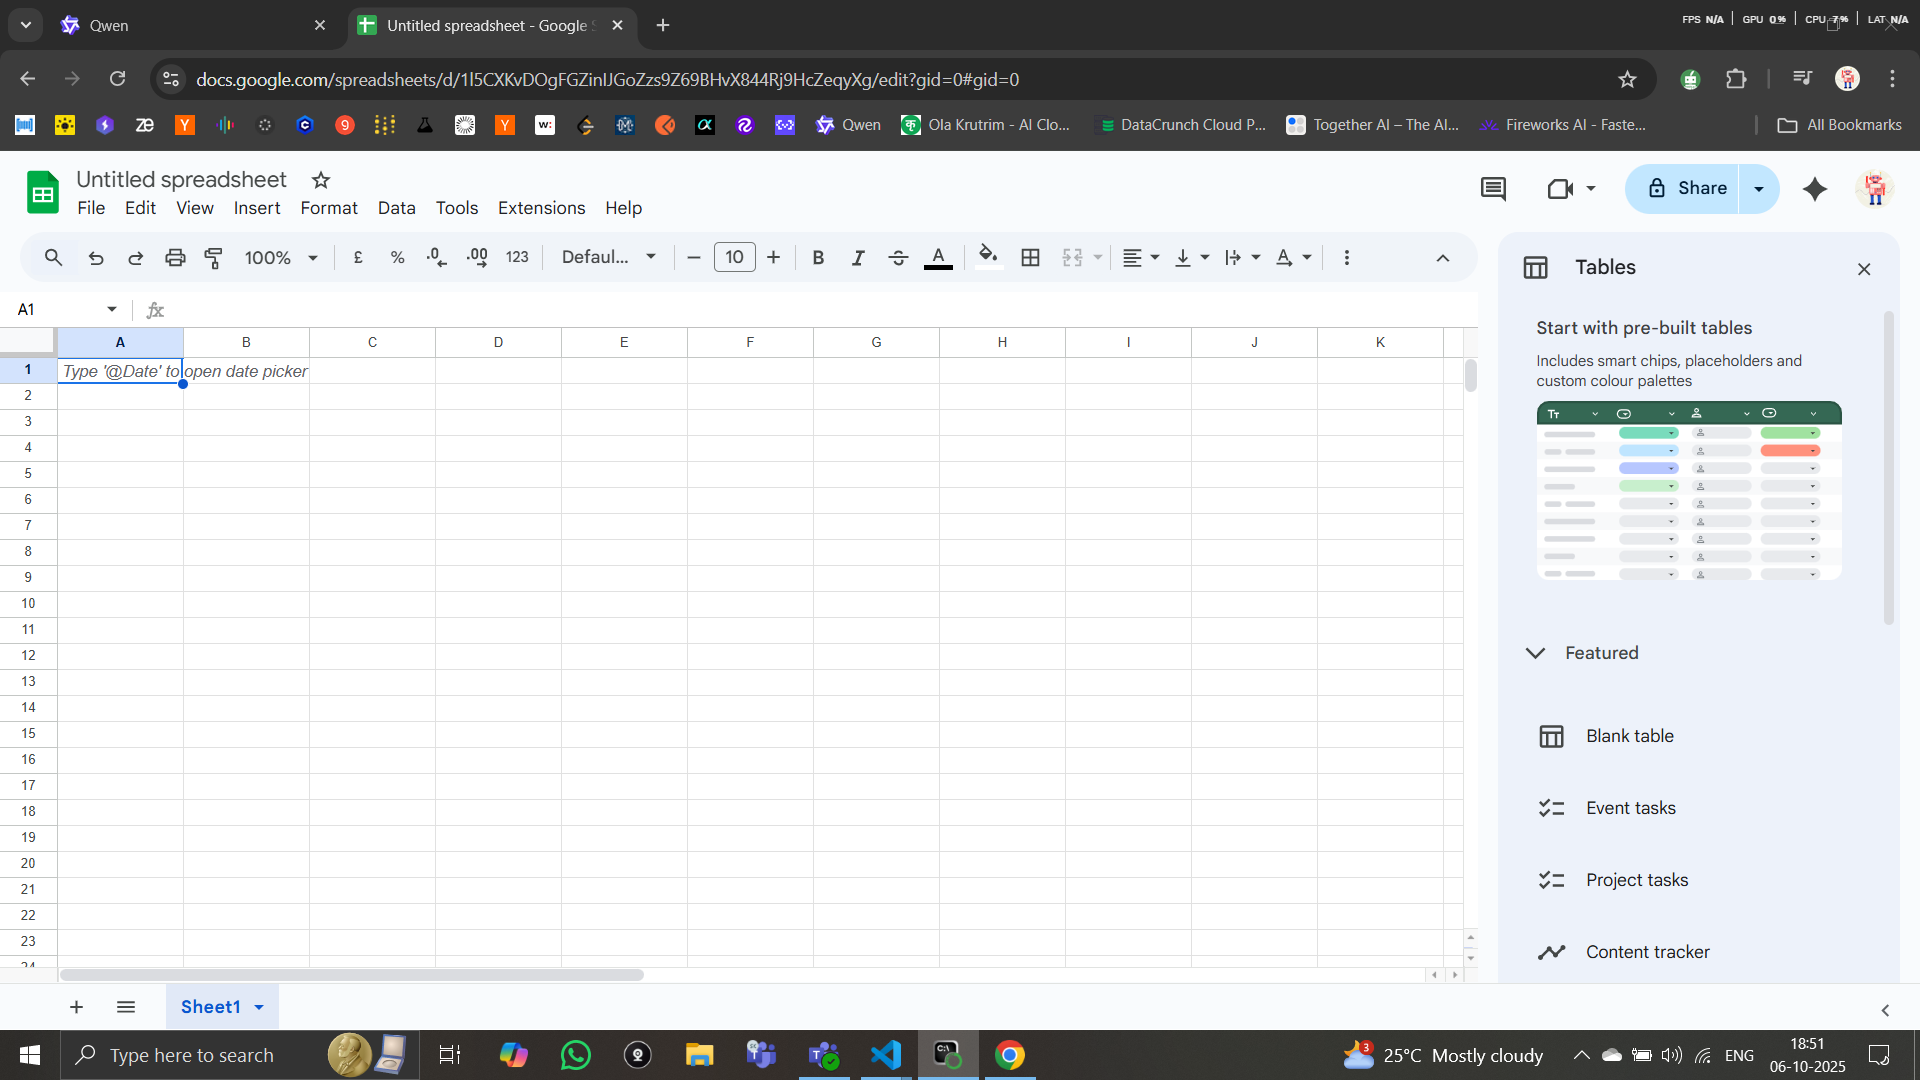 Qwen
Untitled spreadsheet - Google S
FPS N/A GPU 0% CPU 7% LAT N/A
docs.google.com/spreadsheets/d/1l5CXKvDOgFGZinIJGoZzs9Z69BHvX844Rj9HcZeqyXg/edit?gid=0#gid=0
Qwen
Ola Krutrim - AI Clo...
DataCrunch Cloud P...
Together AI – The AI...
Fireworks AI - Faste...
All Bookmarks
Untitled spreadsheet
Share
File Edit View Insert Format Data Tools Extensions Help
100% £ % .0 .00 123 Defaul... 10 B I S A
A1 fx
A B C D E F G H I J K
1 Type '@Date' to open date picker
2
3
4
5
6
7
8
9
10
11
12
13
14
15
16
17
18
19
20
21
22
23
24
Tables
Start with pre-built tables
Includes smart chips, placeholders and
custom colour palettes
Tт
Featured
Blank table
Event tasks
Project tasks
Content tracker
Sheet1
Type here to search
3
25°C Mostly cloudy
ENG
18:51
06-10-2025